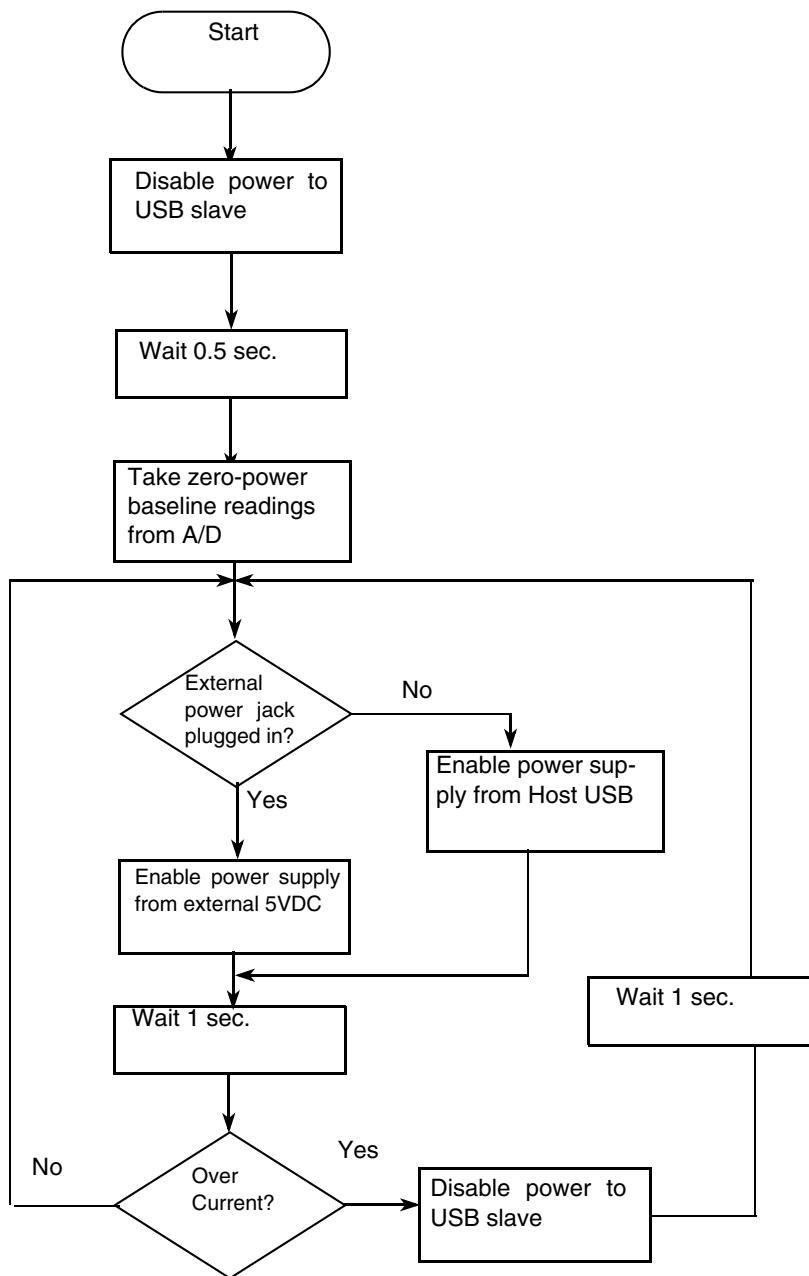 Start
Disable power to
USB slave
Wait 0.5 sec.
Take zero-power
baseline readings
from A/D
External
power jack
plugged in?
No
Yes
Enable power sup-
ply from Host USB
Enable power supply
from external 5VDC
Wait 1 sec.
Wait 1 sec.
Over
Current?
No
Yes
Disable power to
USB slave